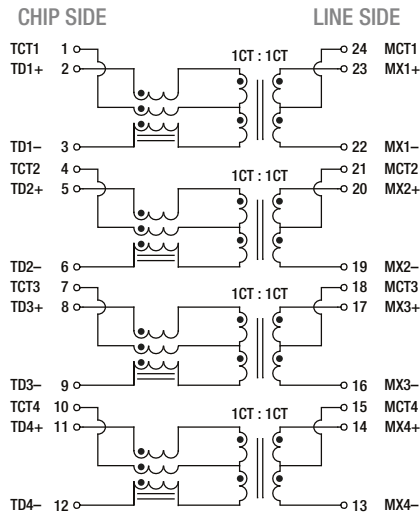 CHIP SIDE LINE SIDE
TCT1 1 24 MCT1
1CT : 1CT
TD1+ 2 23 MX1+
TD1– 3 22 MX1–
TCT2 4 21 MCT2
1CT : 1CT
TD2+ 5 20 MX2+
TD2– 6 19 MX2–
TCT3 7 18 MCT3
1CT : 1CT
TD3+ 8 17 MX3+
TD3– 9 16 MX3–
TCT4 10 15 MCT4
1CT : 1CT
TD4+ 11 14 MX4+
TD4– 12 13 MX4–